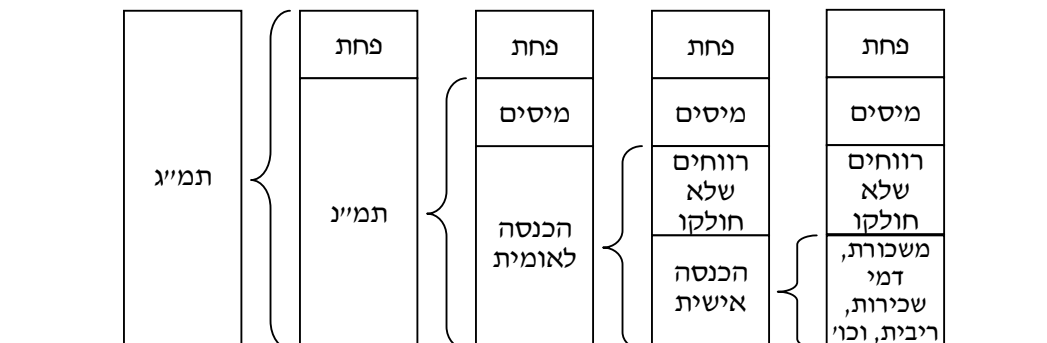 תמ״ג
פחת
תמ״נ
פחת
מיסים
הכנסה
לאומית
פחת
מיסים
רווחים
שלא
חולקו
הכנסה
אישית
פחת
מיסים
רווחים
שלא
חולקו
משכורת,
דמי
שכירות,
ריבית, וכו׳